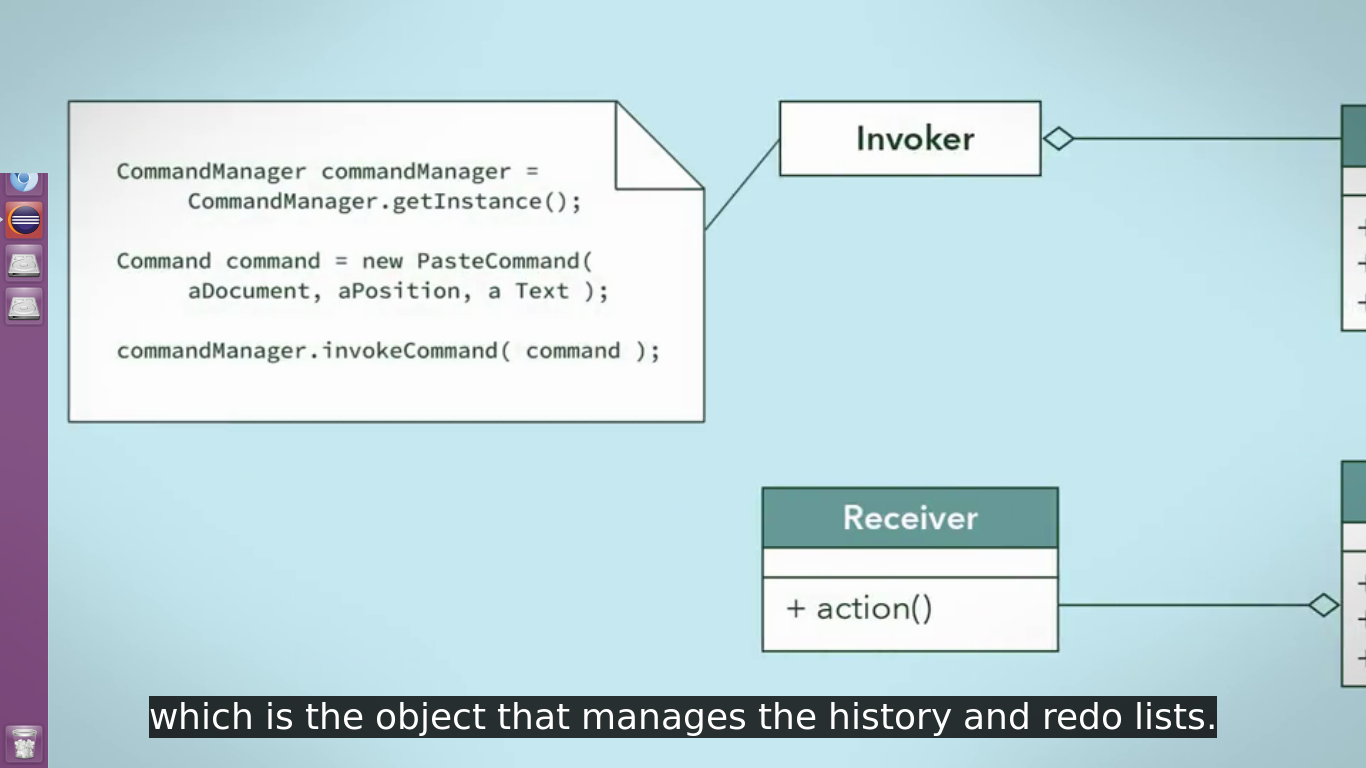 CommandManager commandManager =
CommandManager.getInstance();
Command command = new PasteCommand(
aDocument, aPosition, a Text );
commandManager.invokeCommand( command );
Invoker
Receiver
+ action()
+
+
+
+
+
+
which is the object that manages the history and redo lists.